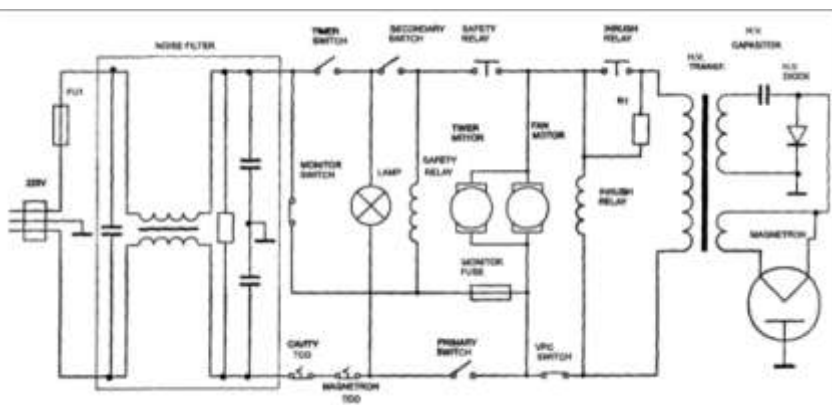 NOISE FILTER
TIMER
SWITCH
SECONDARY
SWITCH
SAFETY
RELAY
INRUSH
RELAY
H.V.
TRANSF.
H.V.
CAPACITOR
H.V.
DIODE
FU1
220V
MONITOR
SWITCH
LAMP
SAFETY
RELAY
TIMER
MOTOR
FAN
MOTOR
R1
INRUSH
RELAY
MONITOR
FUSE
MAGNETRON
CAVITY
TCO
MAGNETRON
TCO
PRIMARY
SWITCH
SWITCH